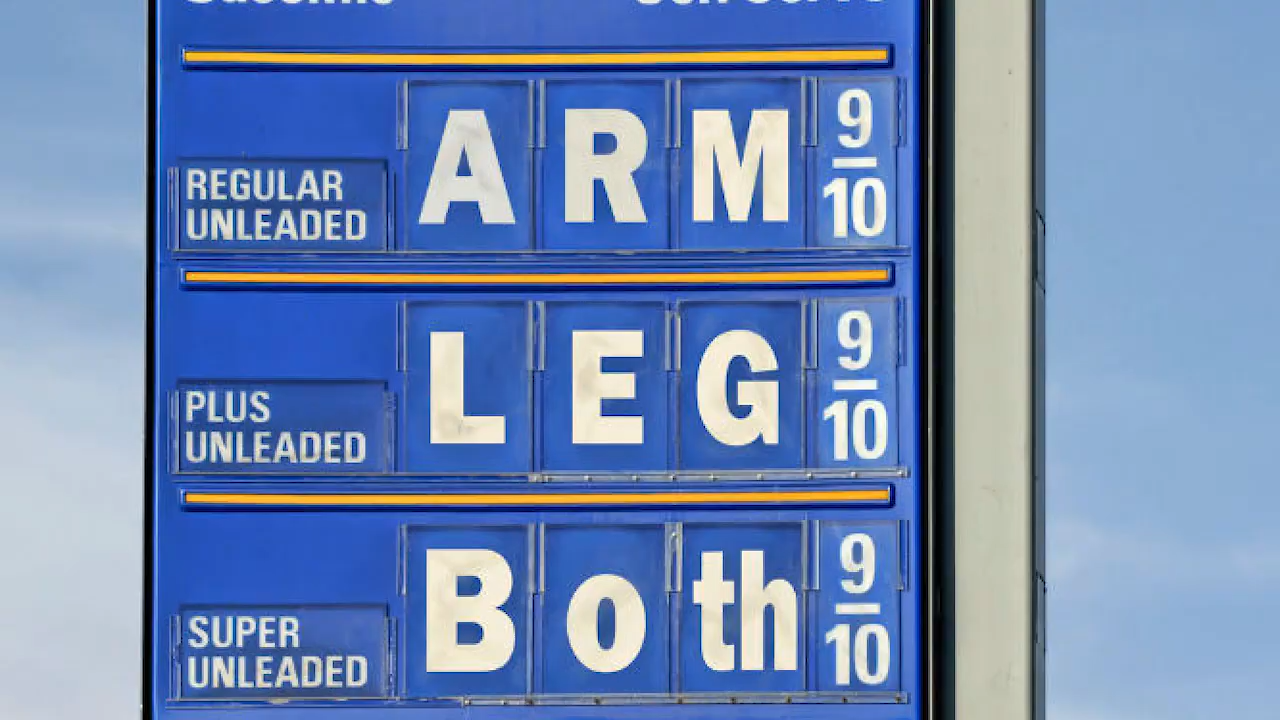 REGULAR
UNLEADED
ARM 9/10
PLUS
UNLEADED
LEG 9/10
SUPER
UNLEADED
Both 9/10